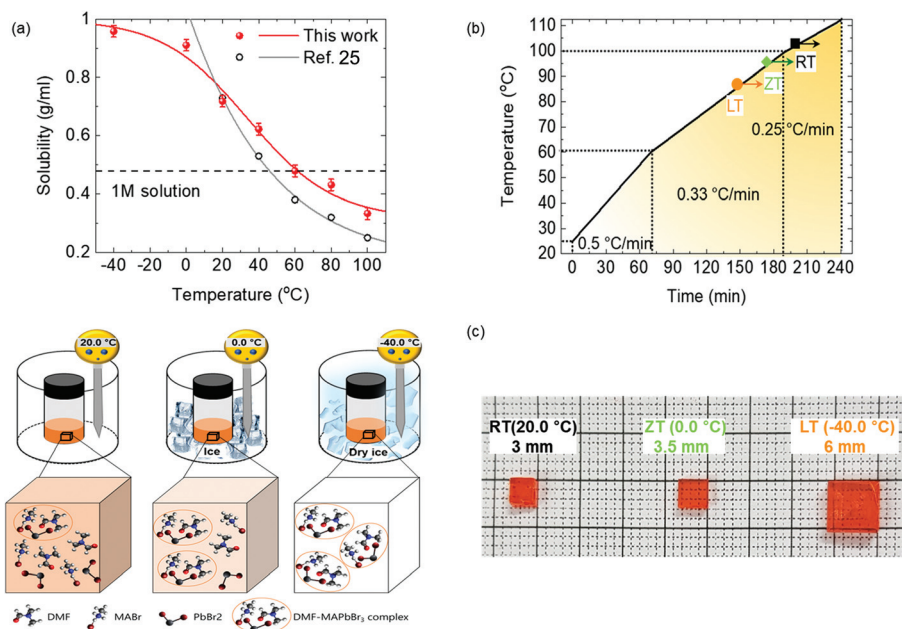 (a)
This work
Ref. 25
1M solution
Solubility (g/ml)
1
0.8
0.6
0.4
0.2
-40 -20 0 20 40 60 80 100
Temperature (°C)
(b)
Temperature (°C)
120
110
100
90
80
70
60
50
40
30
20
RT
ZT
LT
0.25 °C/min
0.33 °C/min
0.5 °C/min
0 30 60 90 120 150 180 210 240
Time (min)
20.0 °C
0.0 °C
-40.0 °C
Ice
Dry ice
DMF
MABr
PbBr2
DMF-MAPbBr₃ complex
(c)
RT(20.0 °C)
3 mm
ZT (0.0 °C)
3.5 mm
LT (-40.0 °C)
6 mm